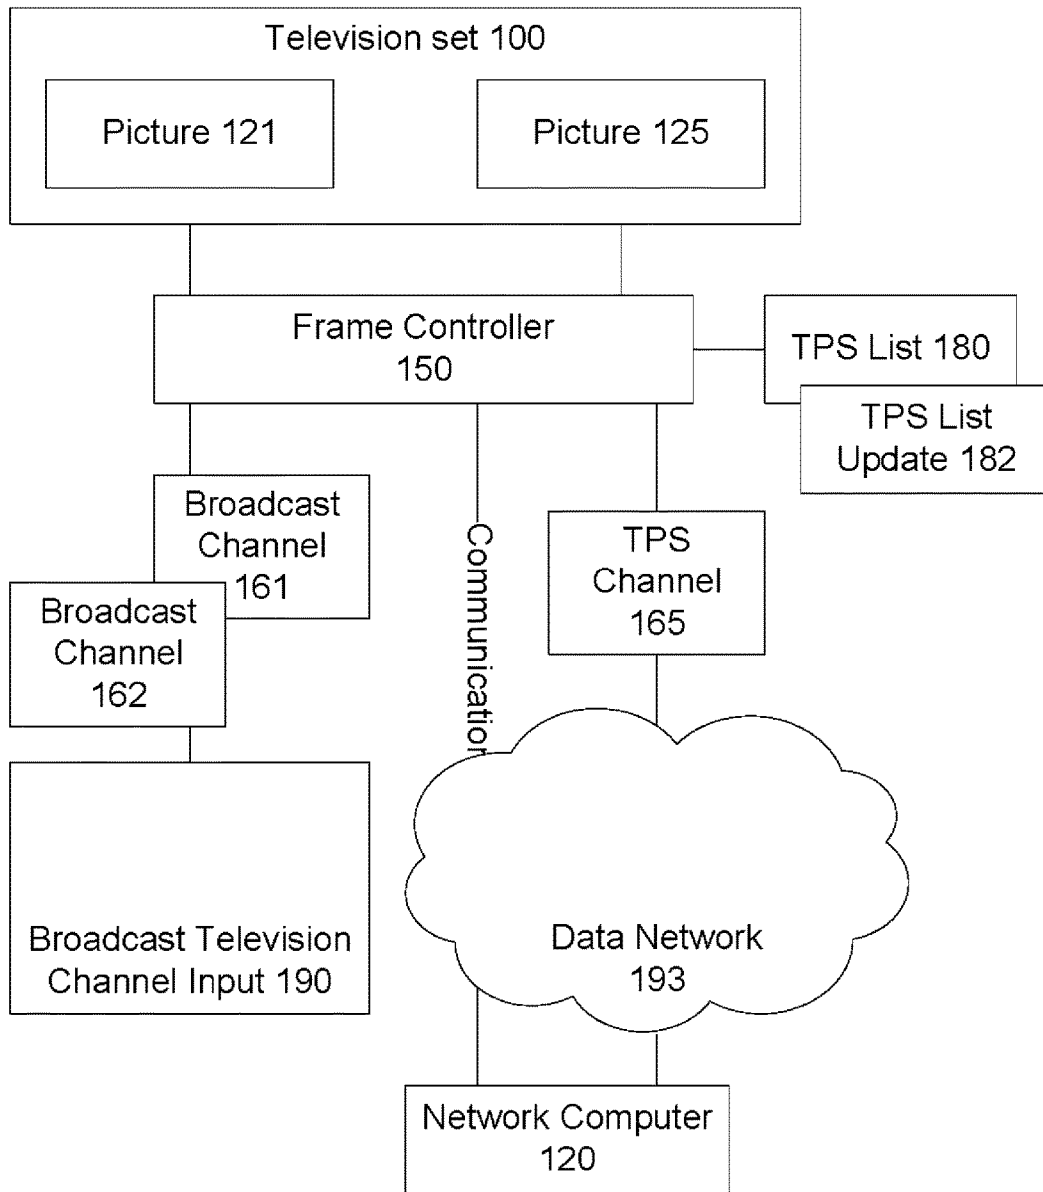 Television set 100
Picture 121
Picture 125
Frame Controller
150
TPS List 180
TPS List
Update 182
Broadcast
Channel
161
Broadcast
Channel
162
Communication
TPS
Channel
165
Broadcast Television
Channel Input 190
Data Network
193
Network Computer
120